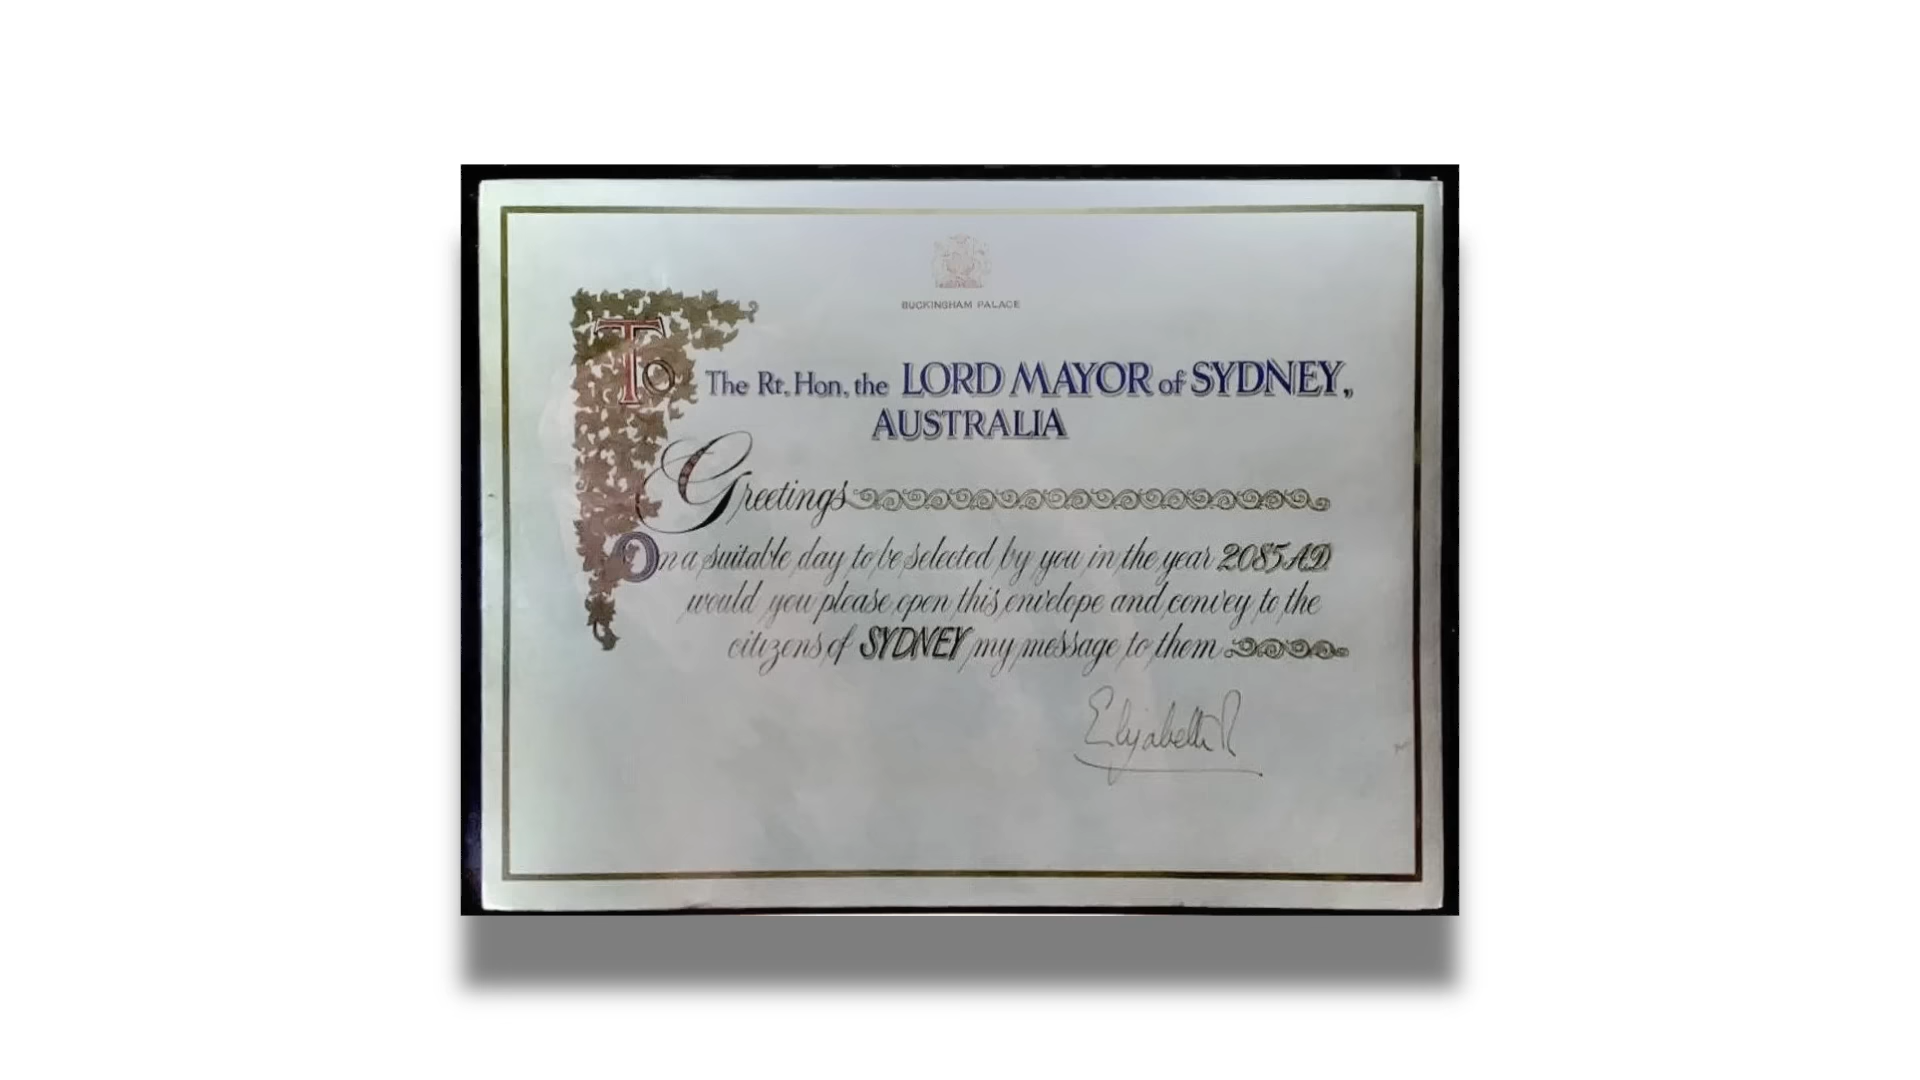 BUCKINGHAM PALACE
To The Rt. Hon. the LORD MAYOR of SYDNEY,
AUSTRALIA
Greetings
On a suitable day to be selected by you in the year 2085 AD
would you please open this envelope and convey to the
citizens of SYDNEY my message to them
Elizabeth R